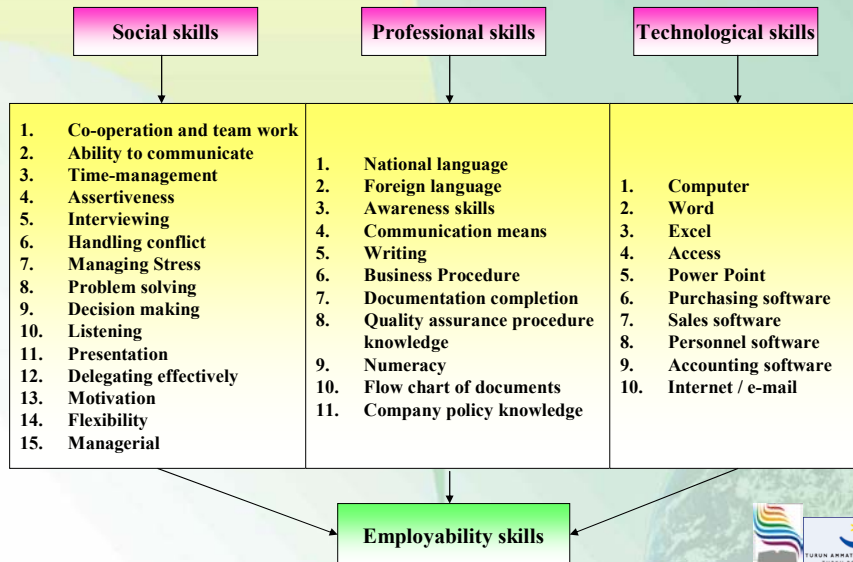 Social skills
Professional skills
Technological skills
1. Co-operation and team work
2. Ability to communicate
3. Time-management
4. Assertiveness
5. Interviewing
6. Handling conflict
7. Managing Stress
8. Problem solving
9. Decision making
10. Listening
11. Presentation
12. Delegating effectively
13. Motivation
14. Flexibility
15. Managerial
1. National language
2. Foreign language
3. Awareness skills
4. Communication means
5. Writing
6. Business Procedure
7. Documentation completion
8. Quality assurance procedure
knowledge
9. Numeracy
10. Flow chart of documents
11. Company policy knowledge
1. Computer
2. Word
3. Excel
4. Access
5. Power Point
6. Purchasing software
7. Sales software
8. Personnel software
9. Accounting software
10. Internet / e-mail
Employability skills
TURUN AMMAT